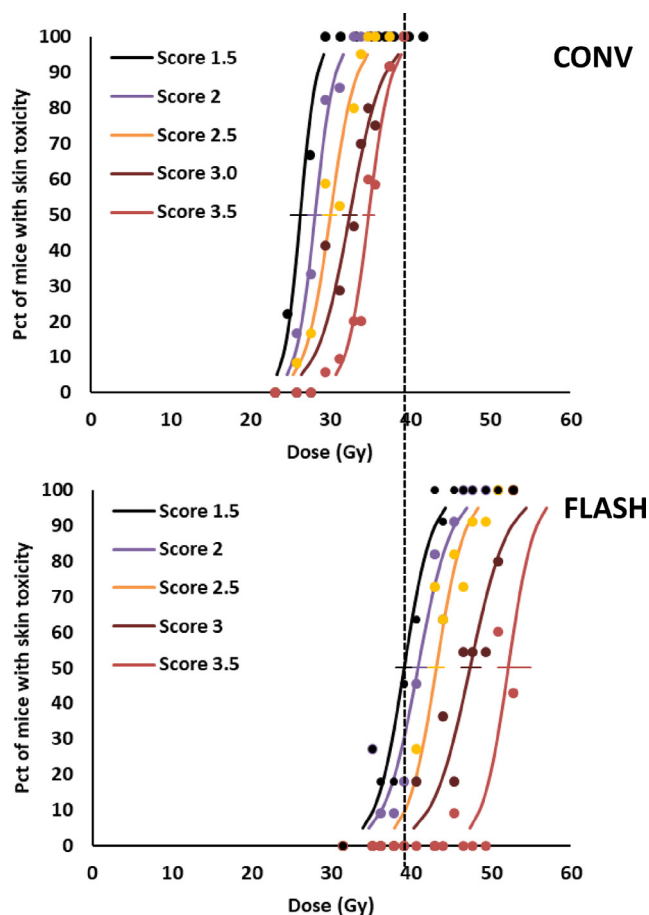 CONV
Pct of mice with skin toxicity
100
90
80
70
60
50
40
30
20
10
0
Score 1.5
Score 2
Score 2.5
Score 3.0
Score 3.5
0 10 20 30 40 50 60
Dose (Gy)
FLASH
Pct of mice with skin toxicity
100
90
80
70
60
50
40
30
20
10
0
Score 1.5
Score 2
Score 2.5
Score 3
Score 3.5
0 10 20 30 40 50 60
Dose (Gy)